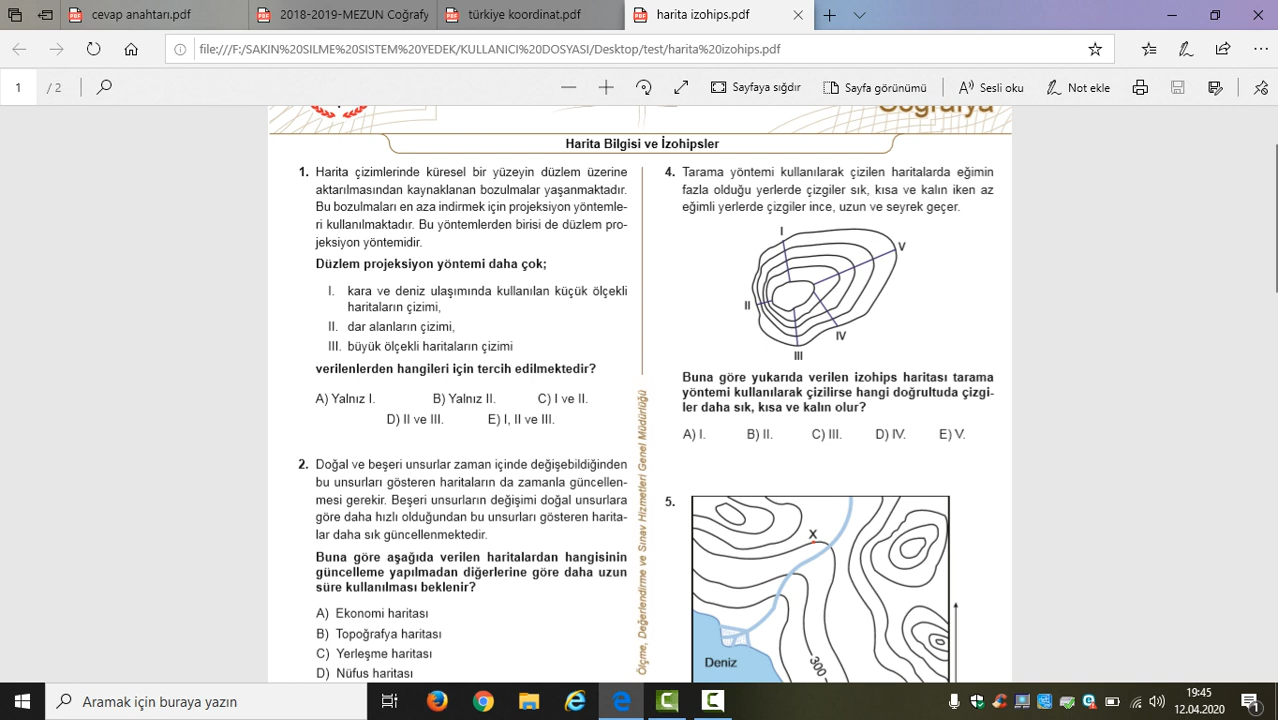 cevap anahtarı.pdf
2018-2019 Coğrafy
türkiye koordinat.pc
file:///F:/SAKIN%20SILME%20SISTEM%20YEDEK/KULLANICI%20DOSYASI/Desktop/test/harita%20izohips.pdf
1 / 2
Sayfaya sığdır
Sayfa görünümü
Sesli oku
Not ekle
Coğrafya
Harita Bilgisi ve İzohipsler
1. Harita çizimlerinde küresel bir yüzeyin düzlem üzerine
aktarılmasından kaynaklanan bozulmalar yaşanmaktadır.
Bu bozulmaları en aza indirmek için projeksiyon yöntemle-
ri kullanılmaktadır. Bu yöntemlerden birisi de düzlem pro-
jeksiyon yöntemidir.
Düzlem projeksiyon yöntemi daha çok;
I. kara ve deniz ulaşımında kullanılan küçük ölçekli
haritaların çizimi,
II. dar alanların çizimi,
III. büyük ölçekli haritaların çizimi
verilenlerden hangileri için tercih edilmektedir?
A) Yalnız I. B) Yalnız II. C) I ve II.
D) II ve III. E) I, II ve III.
2. Doğal ve beşeri unsurlar zaman içinde değişebildiğinden
bu unsurları gösteren haritaların da zamanla güncellen-
mesi gerekir. Beşeri unsurların değişimi doğal unsurlara
göre daha hızlı olduğundan bu unsurları gösteren harita-
lar daha sık güncellenmektedir.
Buna göre aşağıda verilen haritalardan hangisinin
güncelleme yapılmadan diğerlerine göre daha uzun
süre kullanılması beklenir?
A) Ekonomi haritası
B) Topoğrafya haritası
C) Yerleşme haritası
D) Nüfus haritası
Ölçme, Değerlendirme ve Sınav Hizmetleri Genel Müdürlüğü
4. Tarama yöntemi kullanılarak çizilen haritalarda eğimin
fazla olduğu yerlerde çizgiler sık, kısa ve kalın iken az
eğimli yerlerde çizgiler ince, uzun ve seyrek geçer.
I
V
II
IV
III
Buna göre yukarıda verilen izohips haritası tarama
yöntemi kullanılarak çizilirse hangi doğrultuda çizgi-
ler daha sık, kısa ve kalın olur?
A) I. B) II. C) III. D) IV. E) V.
5.
X
Deniz
300
Aramak için buraya yazın
19:45
12.04.2020
1